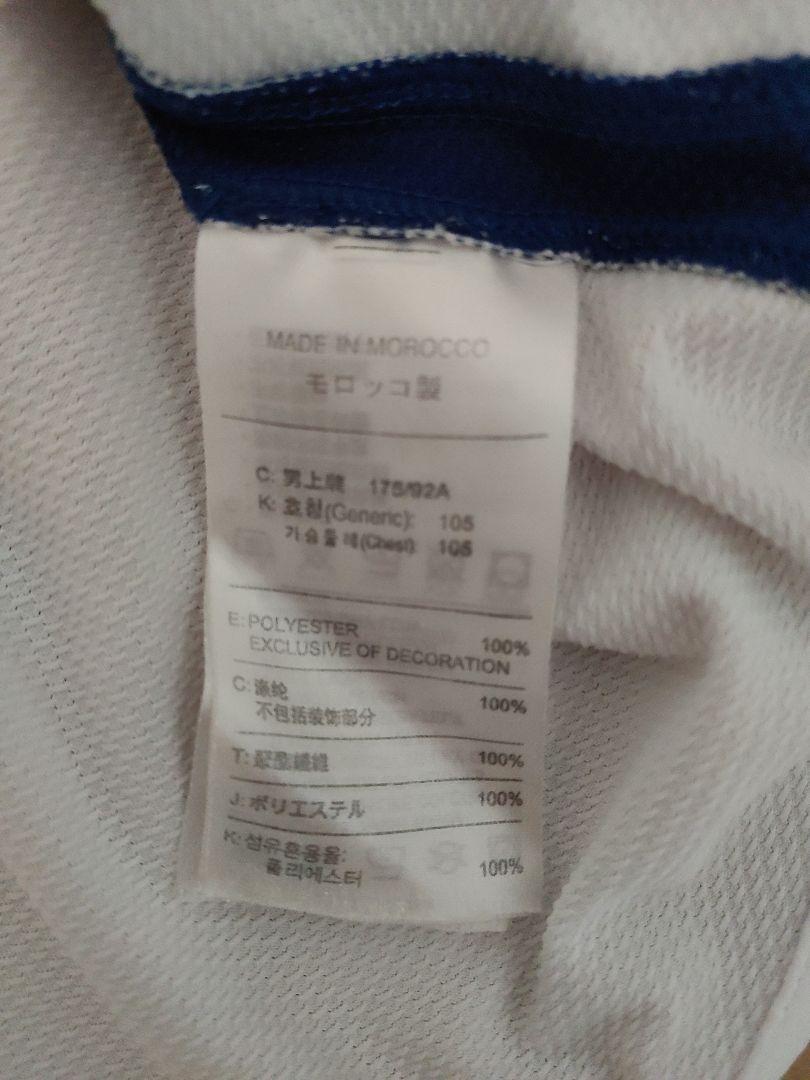 MADE IN MOROCCO
モロッコ製
C: 男上装 175/92A
K: 호칭(Generic): 105
가슴둘레(Chest): 105
E: POLYESTER 100%
EXCLUSIVE OF DECORATION
C: 涤纶 100%
不包括装饰部分
T: 聚酯纖維 100%
J: ポリエステル 100%
K: 섬유혼용율:
폴리에스터 100%